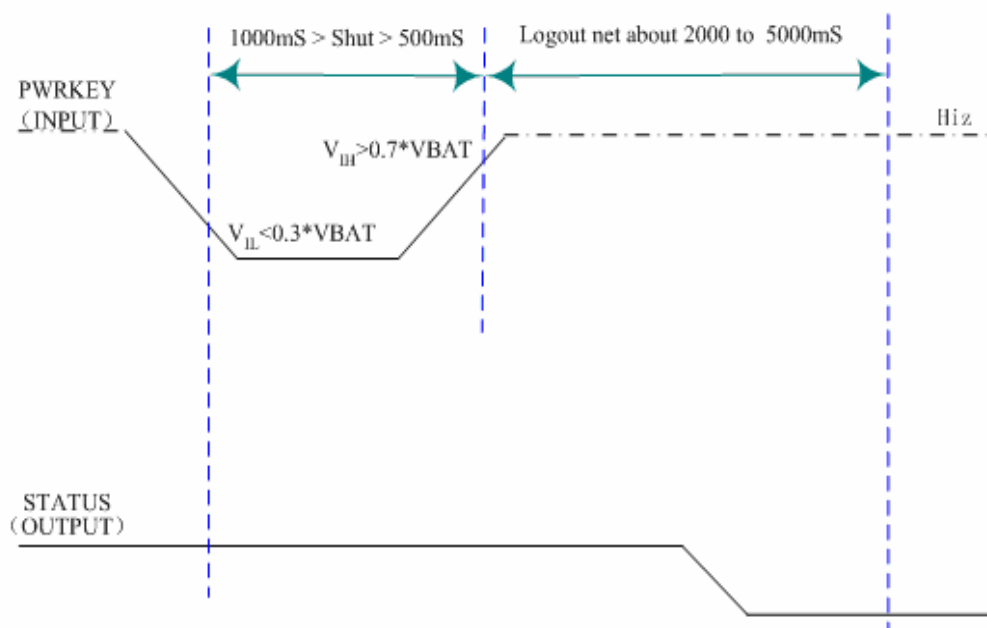 1000mS > Shut > 500mS
Logout net about 2000 to 5000mS
PWRKEY
（INPUT）
Hiz
VIH>0.7*VBAT
VIL<0.3*VBAT
STATUS
（OUTPUT）